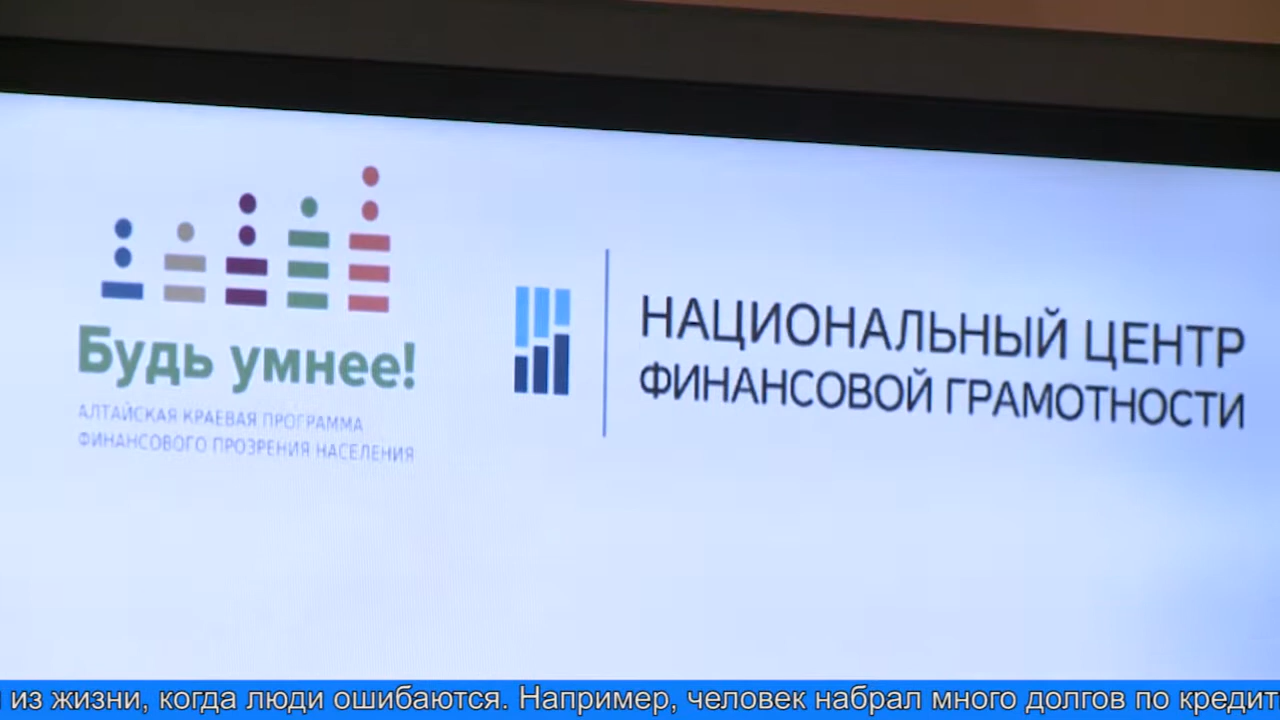 Будь умнее!
АЛТАЙСКАЯ КРАЕВАЯ ПРОГРАММА
ФИНАНСОВОГО ПРОЗРЕНИЯ НАСЕЛЕНИЯ
НАЦИОНАЛЬНЫЙ ЦЕНТР
ФИНАНСОВОЙ ГРАМОТНОСТИ
из жизни, когда люди ошибаются. Например, человек набрал много долгов по